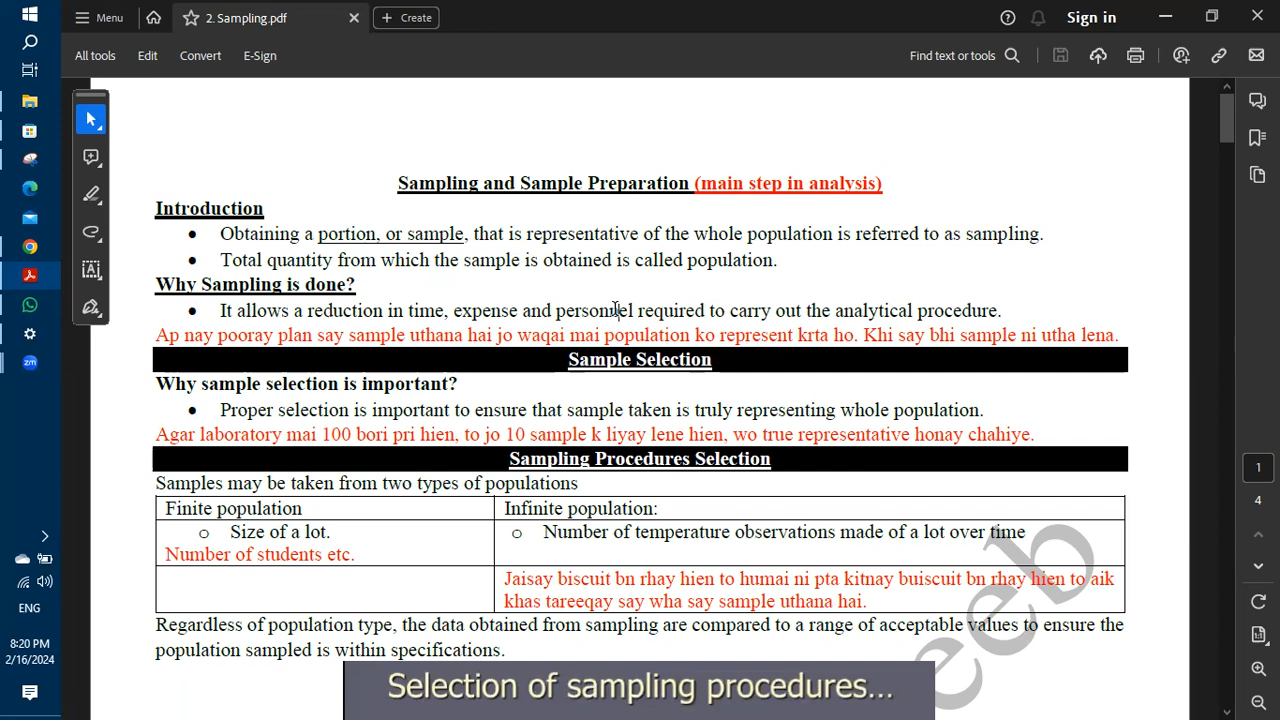 Menu
2. Sampling.pdf
Create
Sign in
All tools
Edit
Convert
E-Sign
Find text or tools
Sampling and Sample Preparation (main step in analysis)
Introduction
• Obtaining a portion, or sample, that is representative of the whole population is referred to as sampling.
• Total quantity from which the sample is obtained is called population.
Why Sampling is done?
• It allows a reduction in time, expense and personnel required to carry out the analytical procedure.
Ap nay pooray plan say sample uthana hai jo waqai mai population ko represent krta ho. Khi say bhi sample ni utha lena.
Sample Selection
Why sample selection is important?
• Proper selection is important to ensure that sample taken is truly representing whole population.
Agar laboratory mai 100 bori pri hien, to jo 10 sample k liyay lene hien, wo true representative honay chahiye.
Sampling Procedures Selection
Samples may be taken from two types of populations
Finite population
Infinite population:
o Size of a lot.
o Number of temperature observations made of a lot over time
Number of students etc.
Jaisay biscuit bn rhay hien to humai ni pta kitnay buiscuit bn rhay hien to aik
khas tareeqay say wha say sample uthana hai.
Regardless of population type, the data obtained from sampling are compared to a range of acceptable values to ensure the
population sampled is within specifications.
eeb
Selection of sampling procedures...
1
4
zm
ENG
8:20 PM
2/16/2024